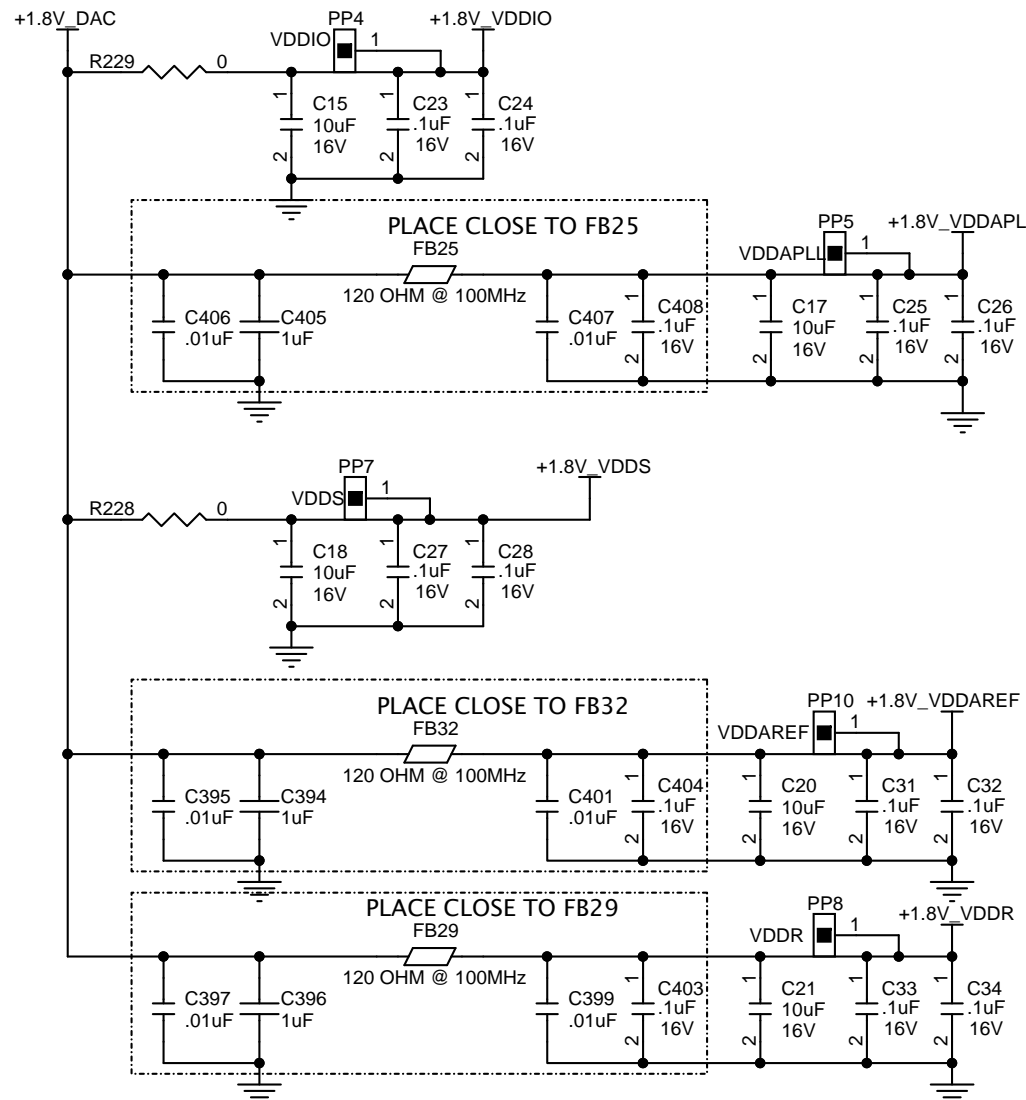 +1.8V_DAC
PP4
+1.8V_VDDIO
VDDIO
1
R229
0
1
C15
10uF
16V
2
1
C23
.1uF
16V
2
1
C24
.1uF
16V
2
PLACE CLOSE TO FB25
FB25
120 OHM @ 100MHz
PP5
+1.8V_VDDAPL
VDDAPLL
1
C406
.01uF
C405
1uF
C407
.01uF
1
C408
.1uF
16V
2
1
C17
10uF
16V
2
1
C25
.1uF
16V
2
1
C26
.1uF
16V
2
PP7
+1.8V_VDDS
VDDS
1
R228
0
1
C18
10uF
16V
2
1
C27
.1uF
16V
2
1
C28
.1uF
16V
2
PLACE CLOSE TO FB32
FB32
120 OHM @ 100MHz
PP10
+1.8V_VDDAREF
VDDAREF
1
C395
.01uF
C394
1uF
C401
.01uF
1
C404
.1uF
16V
2
1
C20
10uF
16V
2
1
C31
.1uF
16V
2
1
C32
.1uF
16V
2
PLACE CLOSE TO FB29
FB29
120 OHM @ 100MHz
PP8
+1.8V_VDDR
VDDR
1
C397
.01uF
C396
1uF
C399
.01uF
1
C403
.1uF
16V
2
1
C21
10uF
16V
2
1
C33
.1uF
16V
2
1
C34
.1uF
16V
2